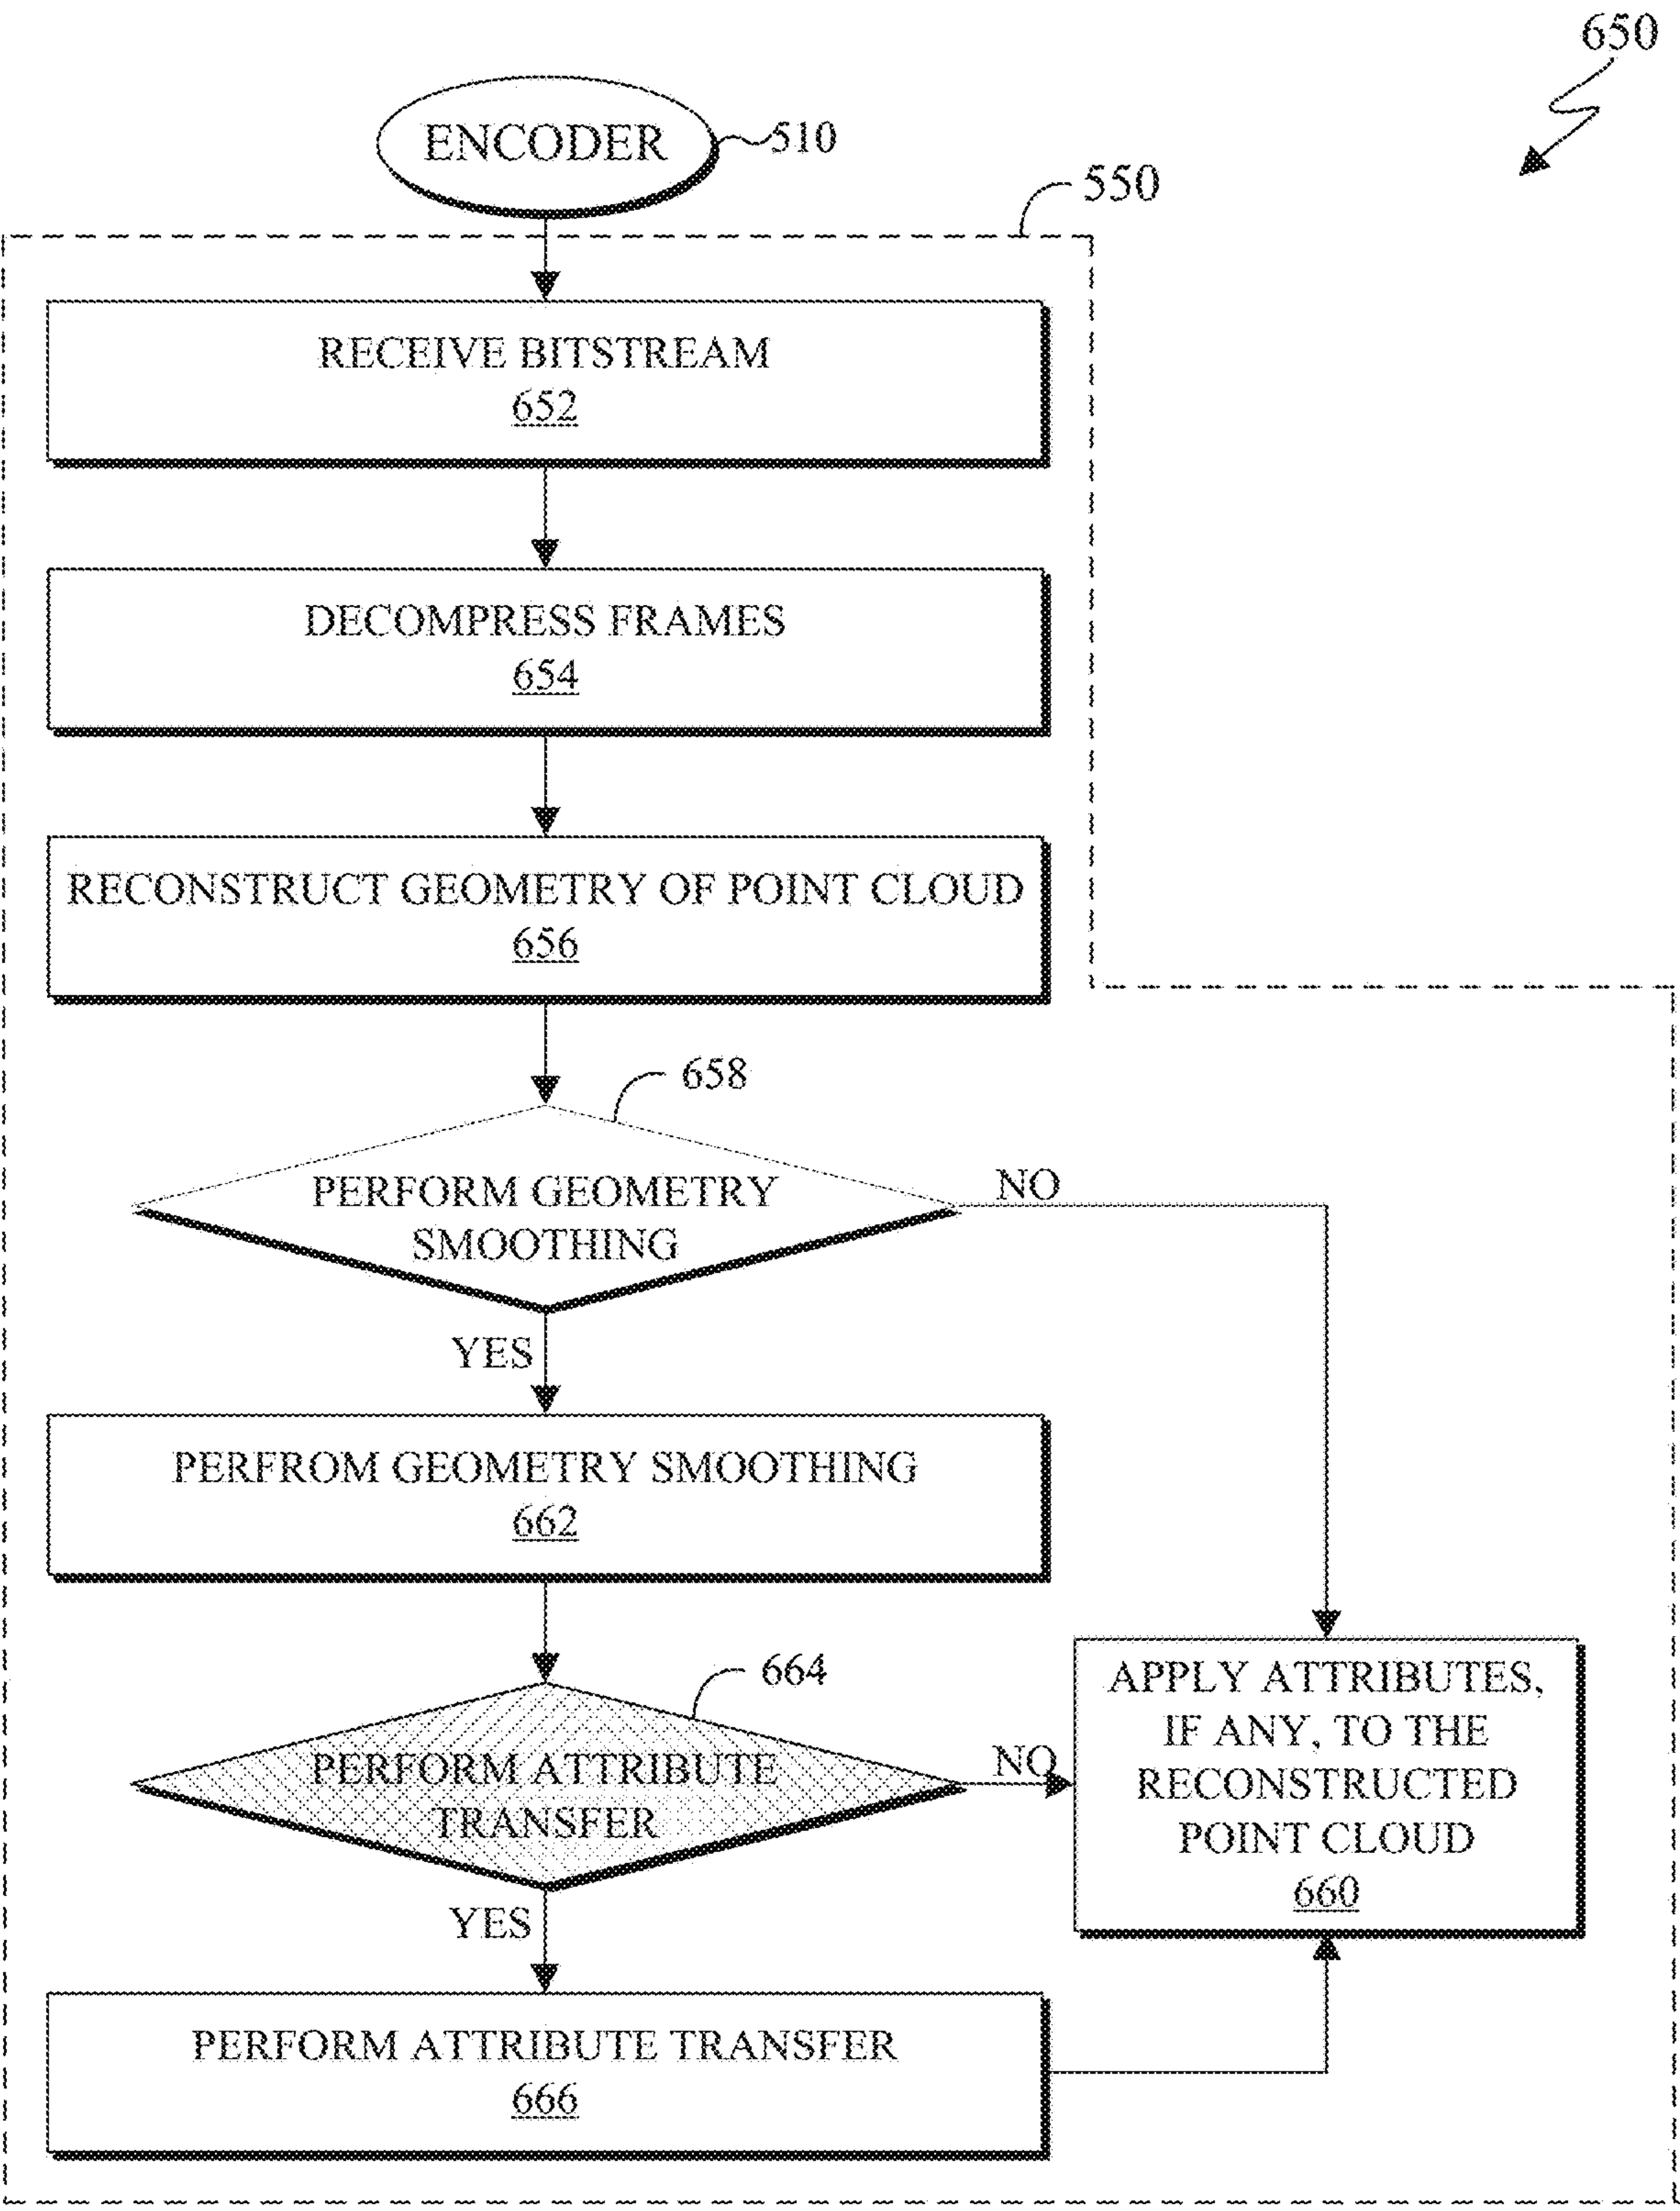 650
ENCODER
510
550
RECEIVE BITSTREAM
652
DECOMPRESS FRAMES
654
RECONSTRUCT GEOMETRY OF POINT CLOUD
656
658
PERFORM GEOMETRY
SMOOTHING
NO
YES
PERFROM GEOMETRY SMOOTHING
662
664
PERFORM ATTRIBUTE
TRANSFER
NO
YES
APPLY ATTRIBUTES,
IF ANY, TO THE
RECONSTRUCTED
POINT CLOUD
660
PERFORM ATTRIBUTE TRANSFER
666